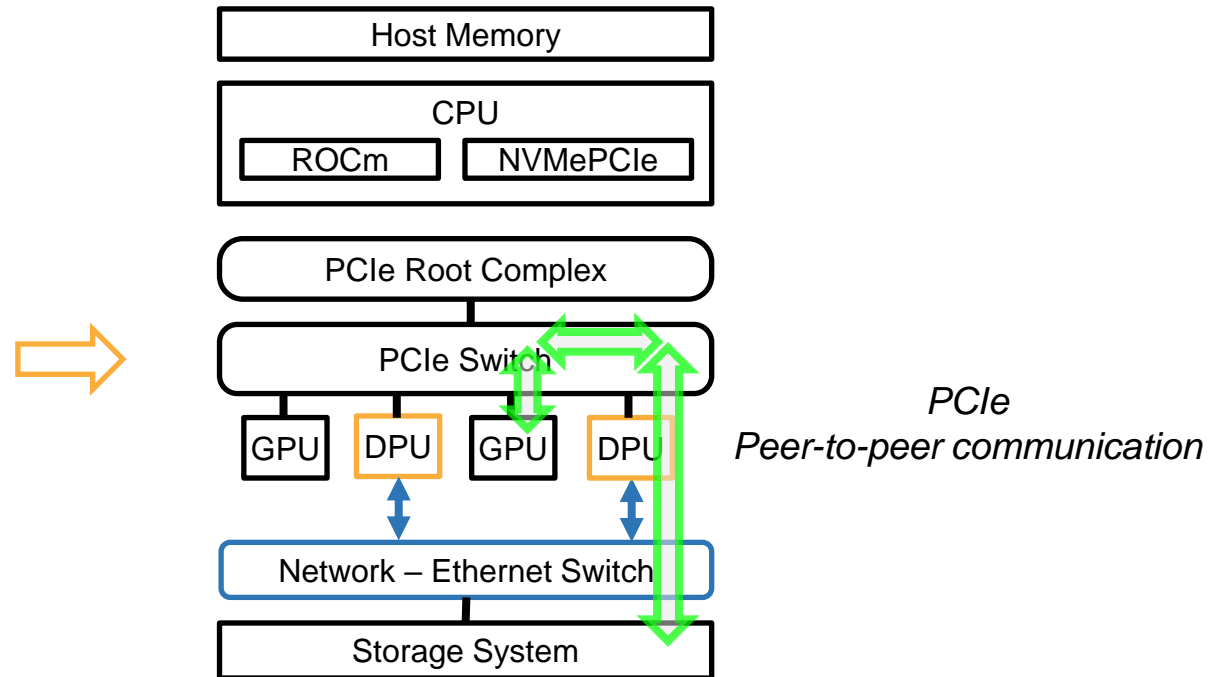 Host Memory
CPU
ROCm NVMePCIe
PCIe Root Complex
PCIe Switch
GPU DPU GPU DPU
PCIe
Peer-to-peer communication
Network – Ethernet Switch
Storage System